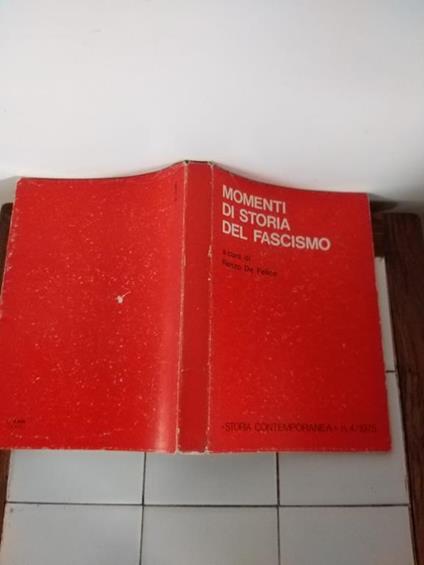 MOMENTI
DI STORIA
DEL FASCISMO
a cura di
Renzo De Felice
«STORIA CONTEMPORANEA» n. 4/1975